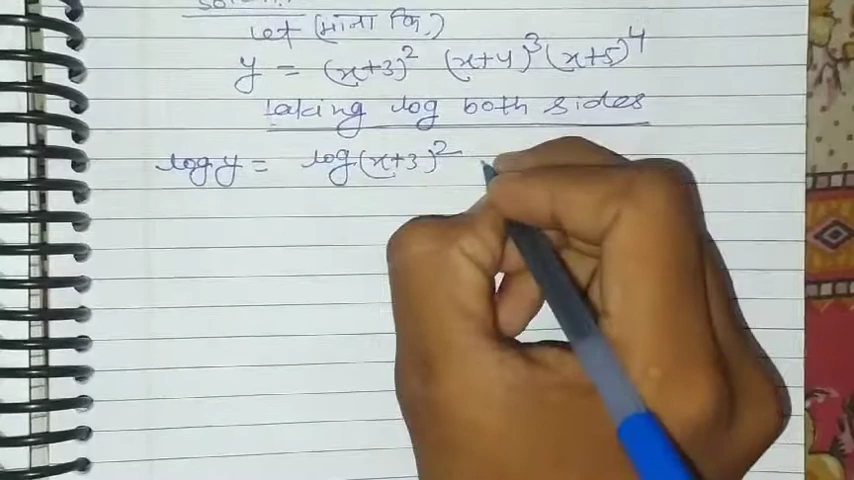 let (माना कि,)
y = (x+3)² (x+4)³(x+5)⁴
taking log both sides
log y = log(x+3)²